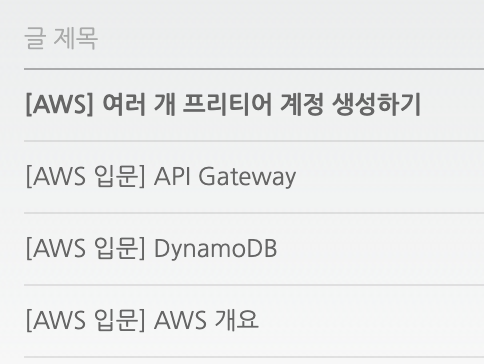 글 제목
[AWS] 여러 개 프리티어 계정 생성하기
[AWS 입문] API Gateway
[AWS 입문] DynamoDB
[AWS 입문] AWS 개요